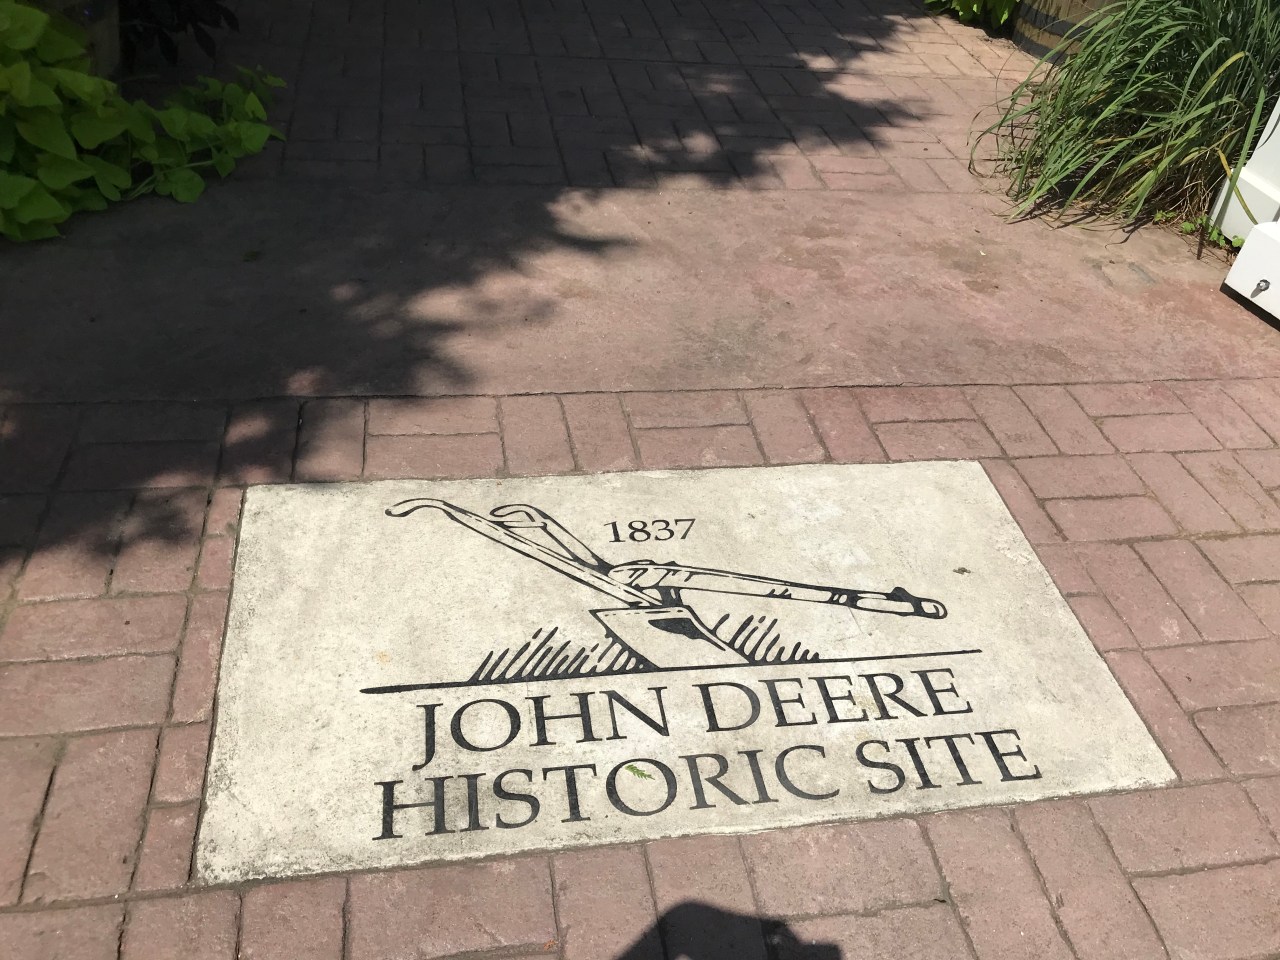 1837
JOHN DEERE
HISTORIC SITE